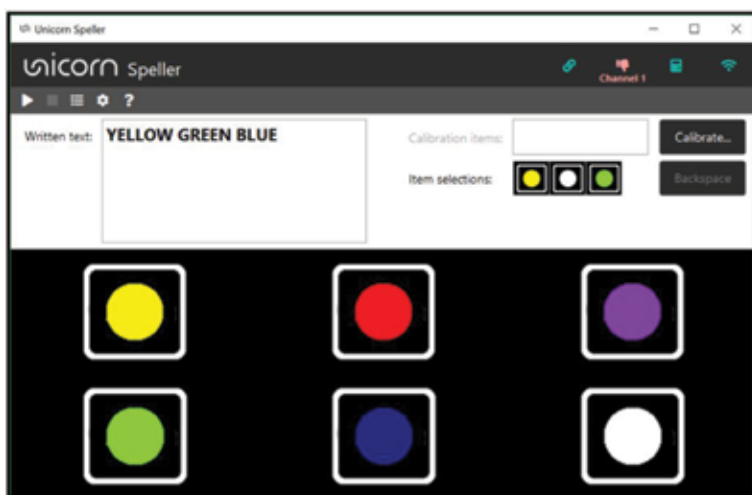 Unicorn Speller
unicorn Speller
Channel 1
?
Written text: YELLOW GREEN BLUE
Calibration items:
Calibrate...
Item selections:
Backspace